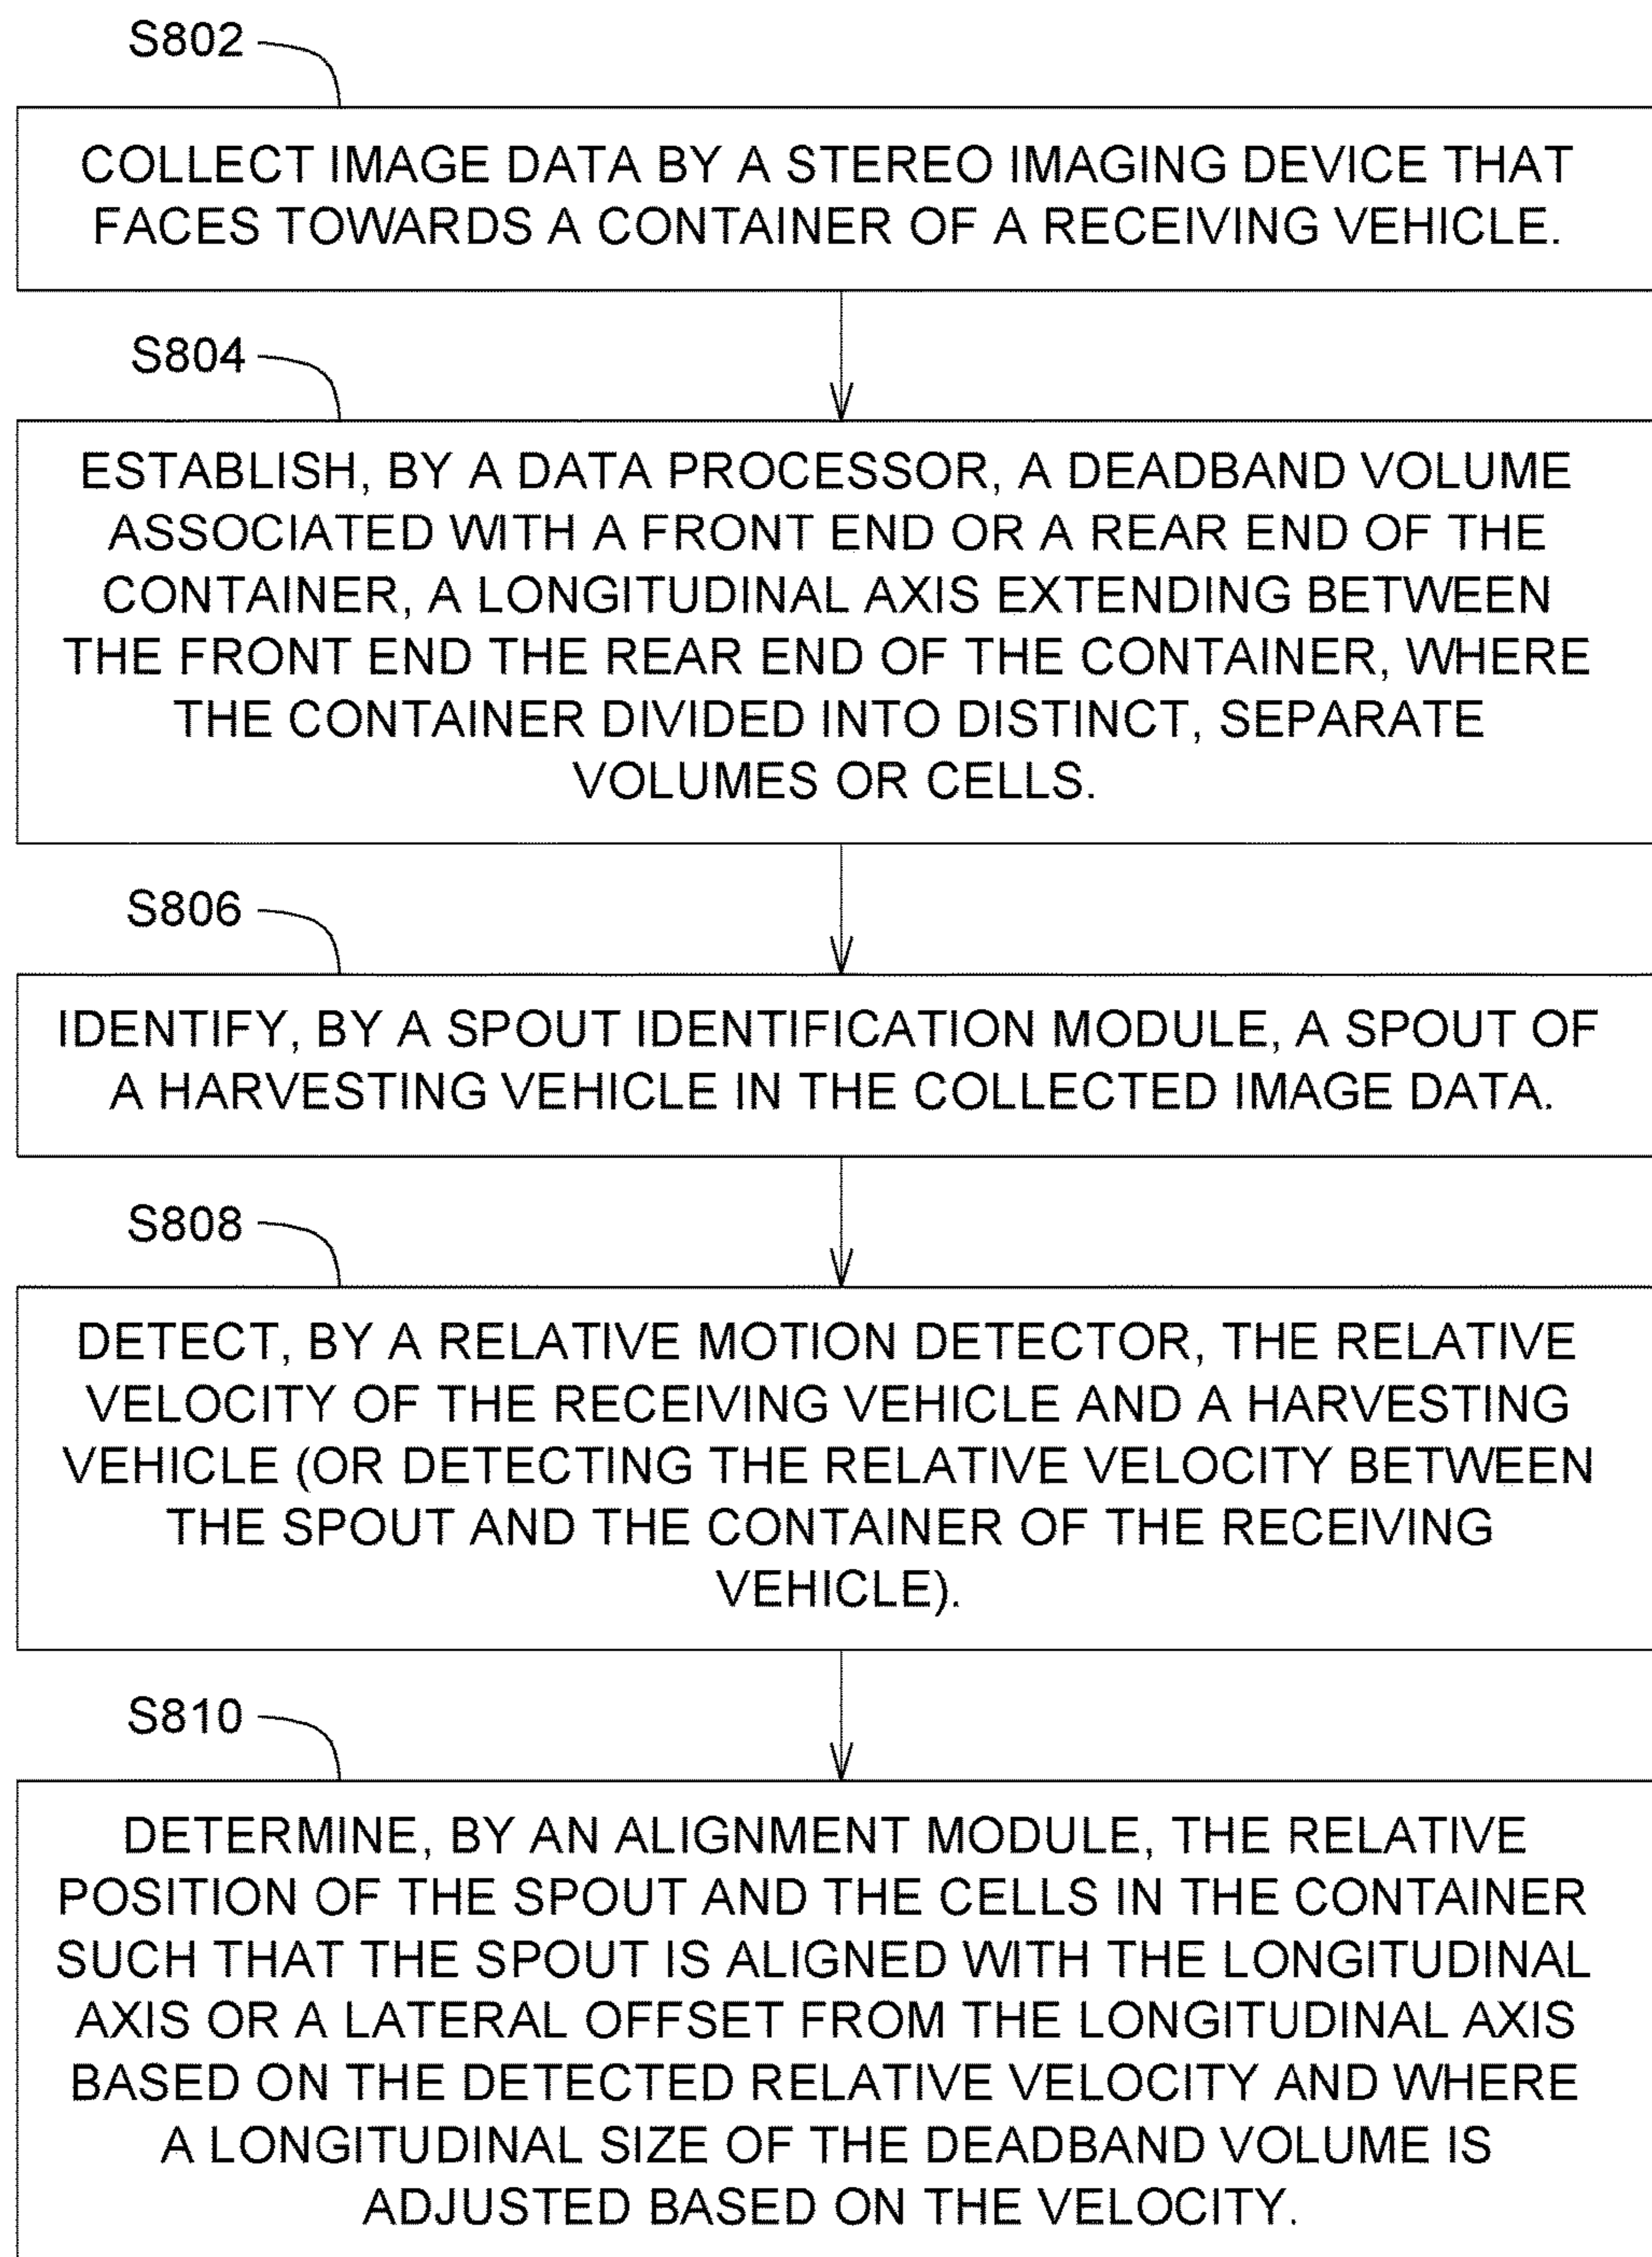 S802
COLLECT IMAGE DATA BY A STEREO IMAGING DEVICE THAT
FACES TOWARDS A CONTAINER OF A RECEIVING VEHICLE.
S804
ESTABLISH, BY A DATA PROCESSOR, A DEADBAND VOLUME
ASSOCIATED WITH A FRONT END OR A REAR END OF THE
CONTAINER, A LONGITUDINAL AXIS EXTENDING BETWEEN
THE FRONT END THE REAR END OF THE CONTAINER, WHERE
THE CONTAINER DIVIDED INTO DISTINCT, SEPARATE
VOLUMES OR CELLS.
S806
IDENTIFY, BY A SPOUT IDENTIFICATION MODULE, A SPOUT OF
A HARVESTING VEHICLE IN THE COLLECTED IMAGE DATA.
S808
DETECT, BY A RELATIVE MOTION DETECTOR, THE RELATIVE
VELOCITY OF THE RECEIVING VEHICLE AND A HARVESTING
VEHICLE (OR DETECTING THE RELATIVE VELOCITY BETWEEN
THE SPOUT AND THE CONTAINER OF THE RECEIVING
VEHICLE).
S810
DETERMINE, BY AN ALIGNMENT MODULE, THE RELATIVE
POSITION OF THE SPOUT AND THE CELLS IN THE CONTAINER
SUCH THAT THE SPOUT IS ALIGNED WITH THE LONGITUDINAL
AXIS OR A LATERAL OFFSET FROM THE LONGITUDINAL AXIS
BASED ON THE DETECTED RELATIVE VELOCITY AND WHERE
A LONGITUDINAL SIZE OF THE DEADBAND VOLUME IS
ADJUSTED BASED ON THE VELOCITY.